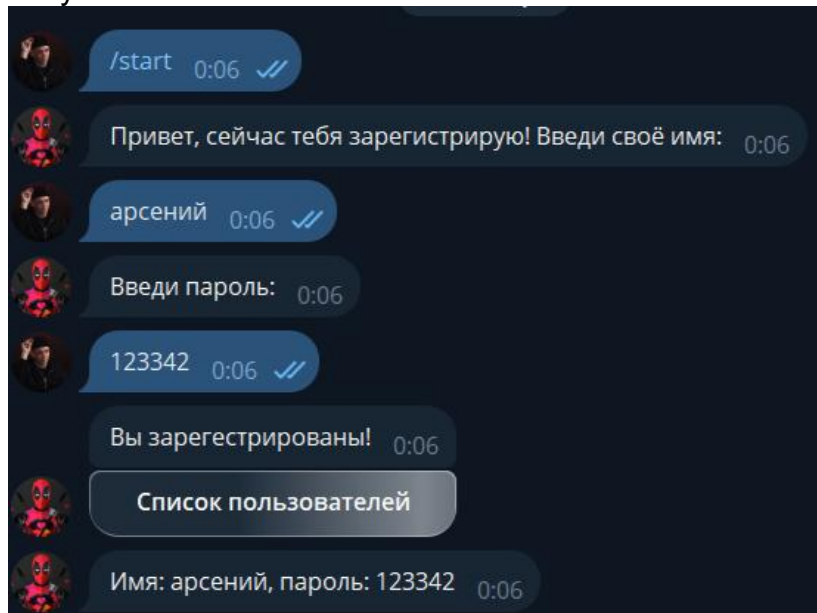 /start 0:06
Привет, сейчас тебя зарегистрирую! Введи своё имя: 0:06
арсений 0:06
Введи пароль: 0:06
123342 0:06
Вы зарегестрированы! 0:06
Список пользователей
Имя: арсений, пароль: 123342 0:06